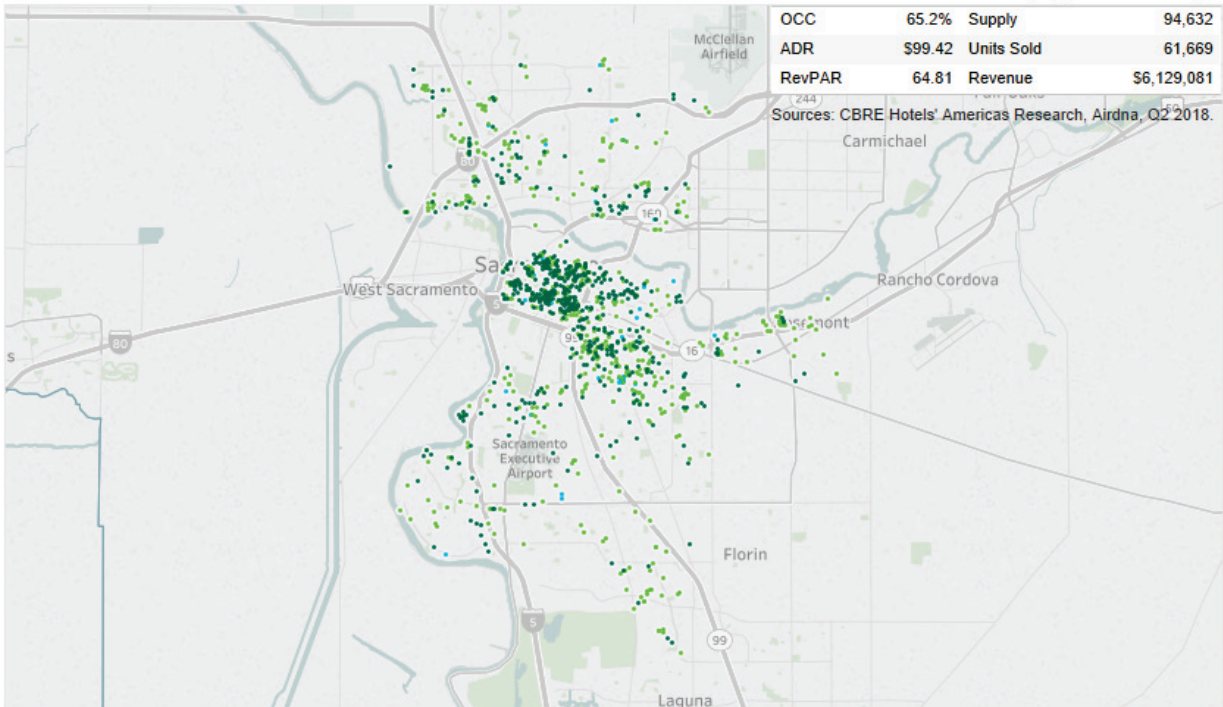 OCC 65.2% Supply 94,632
ADR $99.42 Units Sold 61,669
RevPAR 64.81 Revenue $6,129,081
Sources: CBRE Hotels' Americas Research, Airdna, Q2 2018.
McClellan
Airfield
244
50
Carmichael
80
160
West Sacramento
5
Rancho Cordova
80
s
99
16
Sacramento
Executive
Airport
Florin
5
99
Laguna